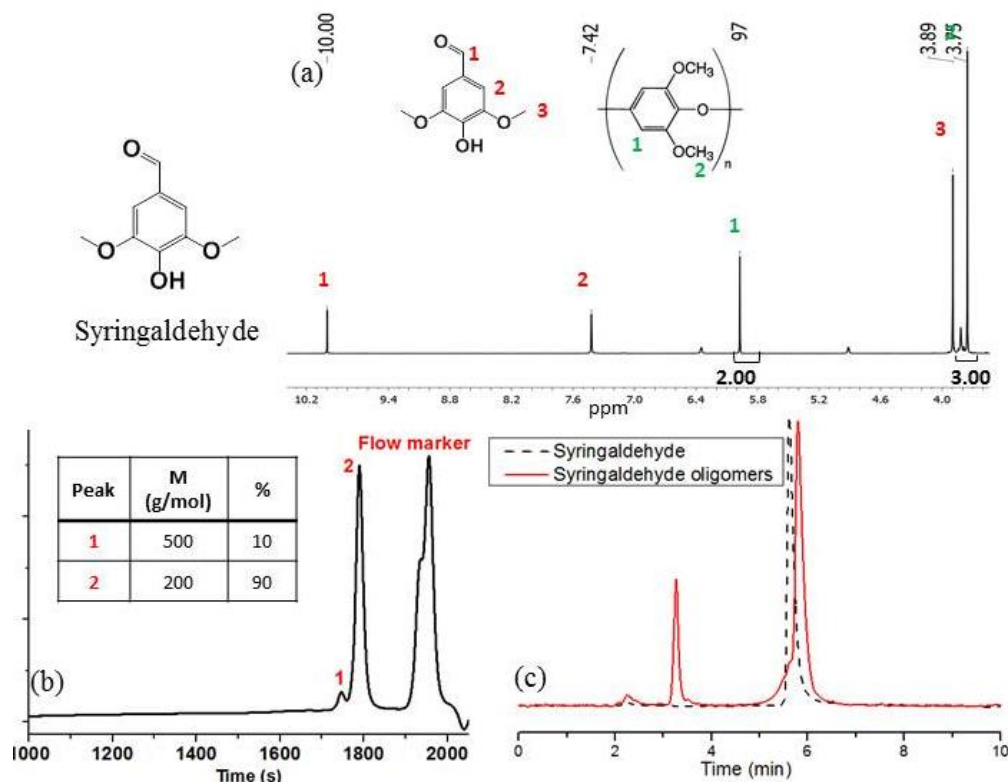 (a)
-10.00
-7.42
97
3.89
3.75
O
1
2
3
O
O
OH
OCH3
O
OCH3
n
1
2
O
O
O
OH
Syringaldehyde
1
2
1
3
2.00
3.00
10.2
9.4
8.8
8.2
7.6
7.0
6.4
5.8
5.2
4.6
4.0
ppm
Peak M (g/mol) %
1 500 10
2 200 90
Flow marker
2
1
(b)
1000 1200 1400 1600 1800 2000
Time (s)
Syringaldehyde
Syringaldehyde oligomers
(c)
0 2 4 6 8 10
Time (min)